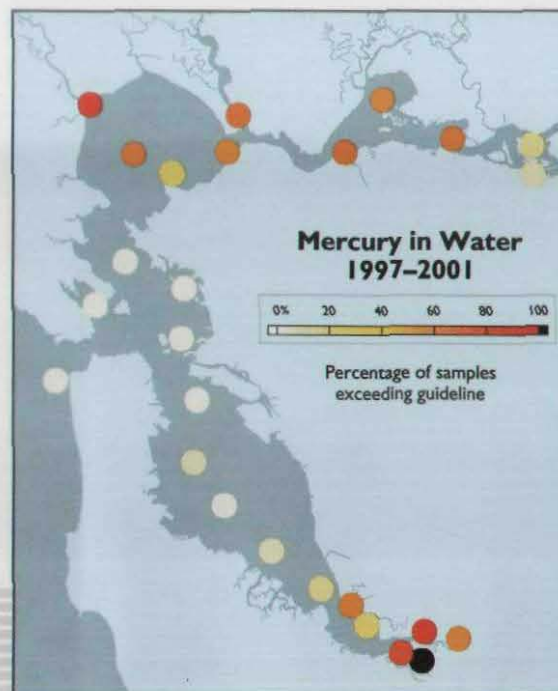 Mercury in Water
1997–2001
0% 20 40 60 80 100
Percentage of samples
exceeding guideline